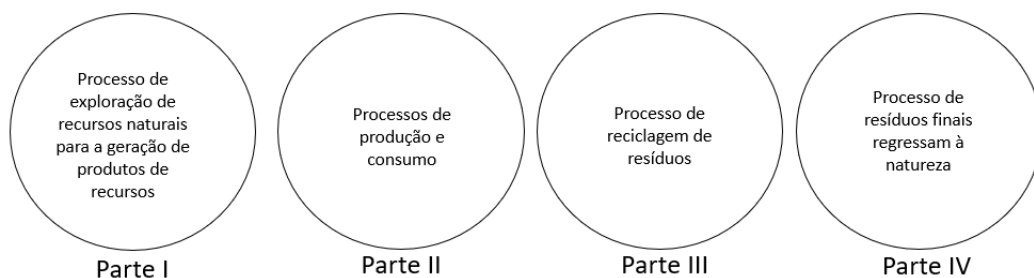 Processo de
exploração de
recursos naturais
para a geração de
produtos de
recursos
Parte I
Processos de
produção e
consumo
Parte II
Processo de
reciclagem de
resíduos
Parte III
Processo de
resíduos finais
regressam à
natureza
Parte IV